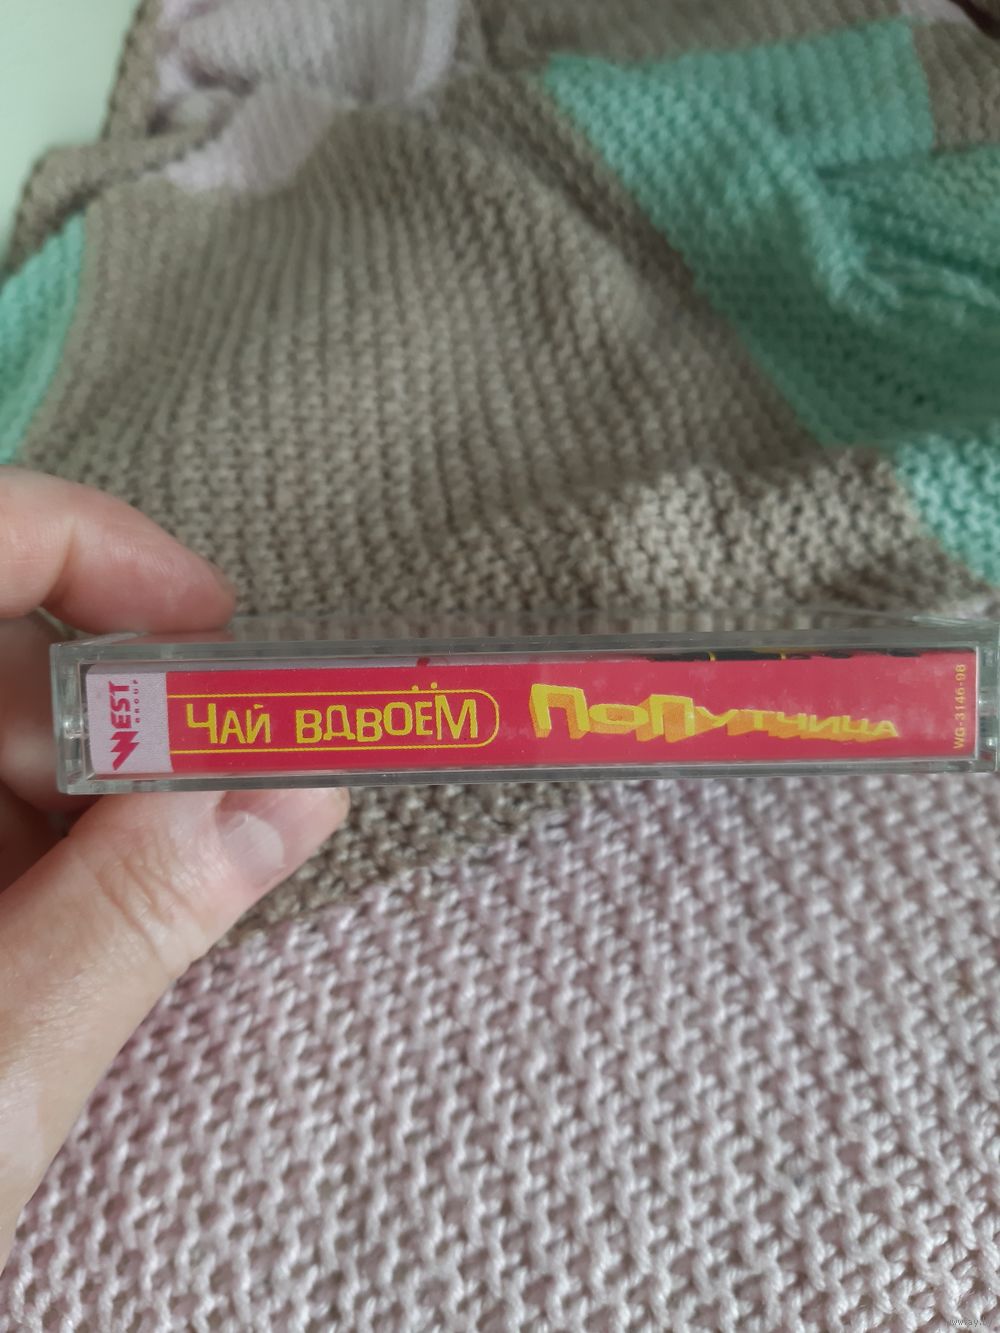 WEST
GROUP
ЧАЙ ВДВОЁМ
ПОПУТЧИЦА
WG-3146-98